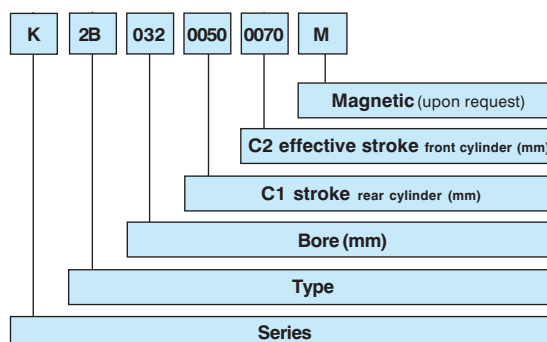 K 2B 032 0050 0070 M
Magnetic (upon request)
C2 effective stroke front cylinder (mm)
C1 stroke rear cylinder (mm)
Bore (mm)
Type
Series